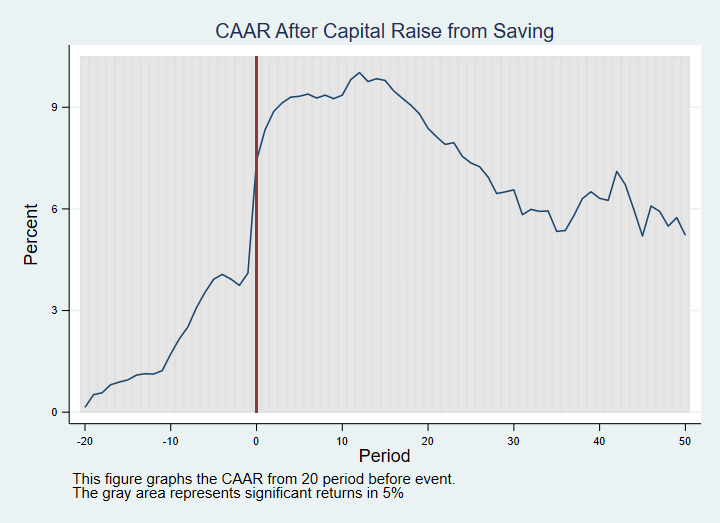 CAAR After Capital Raise from Saving
Percent
9
6
3
0
-20 -10 0 10 20 30 40 50
Period
This figure graphs the CAAR from 20 period before event.
The gray area represents significant returns in 5%